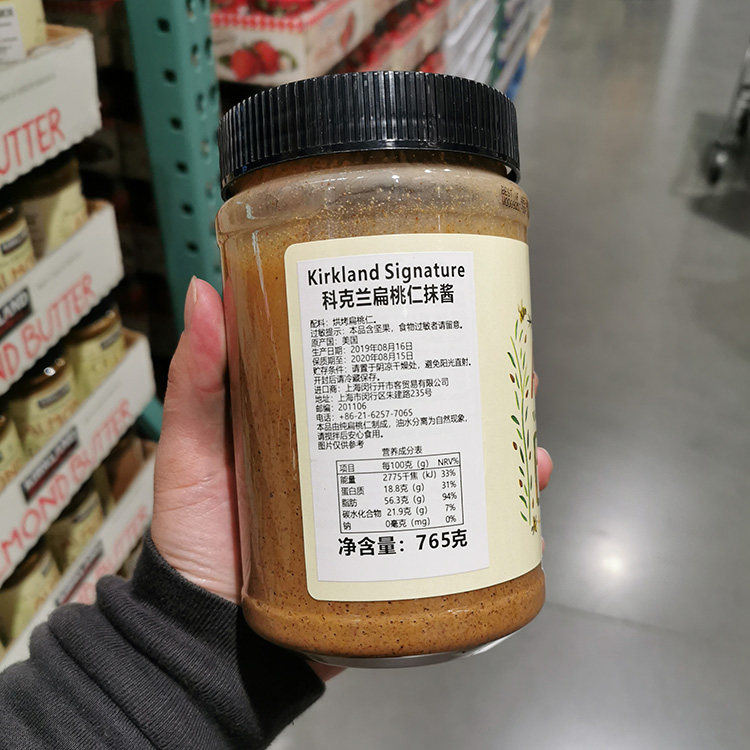 Kirkland Signature
科克兰扁桃仁抹酱
配料：烘烤扁桃仁。
过敏提示：本品含坚果，食物过敏者请留意。
原产国：美国
生产日期：2019年08月16日
保质期至：2020年08月15日
贮存条件：请置于阴凉干燥处，避免阳光直射。
开封后请冷藏保存。
进口商：上海闵行开市客贸易有限公司
上海市闵行区朱建路235号
邮编：201106
电话：+86-21-6257-7065
本品由纯扁桃仁制成，油水分离为自然现象，
请搅拌后安心食用。
图片仅供参考
营养成分表
项目 每100克 (g) NRV%
能量 2775千焦 (kJ) 33%
蛋白质 18.8克 (g) 31%
脂肪 56.3克 (g) 94%
碳水化合物 21.9克 (g) 7%
钠 0毫克 (mg) 0%
净含量：765克
BUTTER
KIRKLAND
BUTTER
KIRKLAND
ALMOND BUTTER